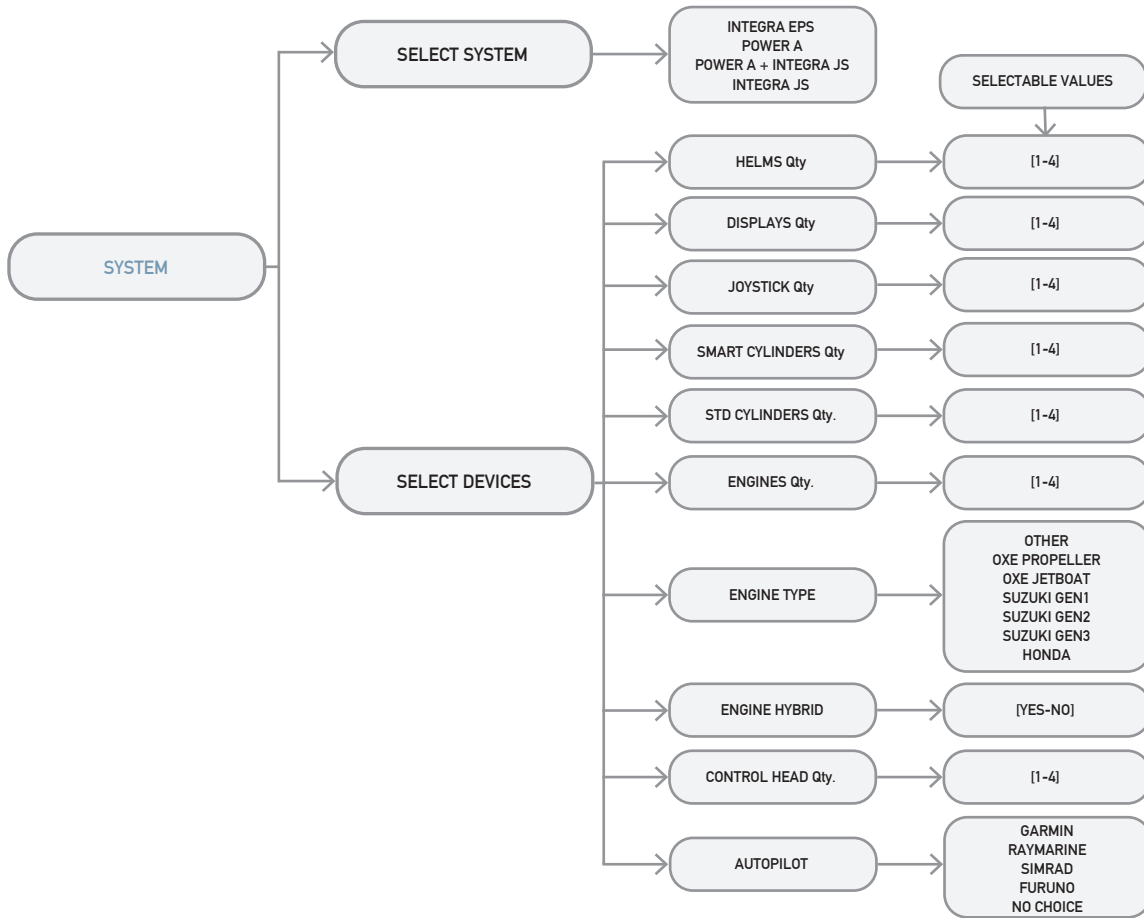 SELECT SYSTEM
INTEGRA EPS
POWER A
POWER A + INTEGRA JS
INTEGRA JS
SELECTABLE VALUES
SYSTEM
SELECT DEVICES
HELMS Qty
[1-4]
DISPLAYS Qty
[1-4]
JOYSTICK Qty
[1-4]
SMART CYLINDERS Qty
[1-4]
STD CYLINDERS Qty.
[1-4]
ENGINES Qty.
[1-4]
ENGINE TYPE
OTHER
OXE PROPELLER
OXE JETBOAT
SUZUKI GEN1
SUZUKI GEN2
SUZUKI GEN3
HONDA
ENGINE HYBRID
[YES-NO]
CONTROL HEAD Qty.
[1-4]
AUTOPILOT
GARMIN
RAYMARINE
SIMRAD
FURUNO
NO CHOICE